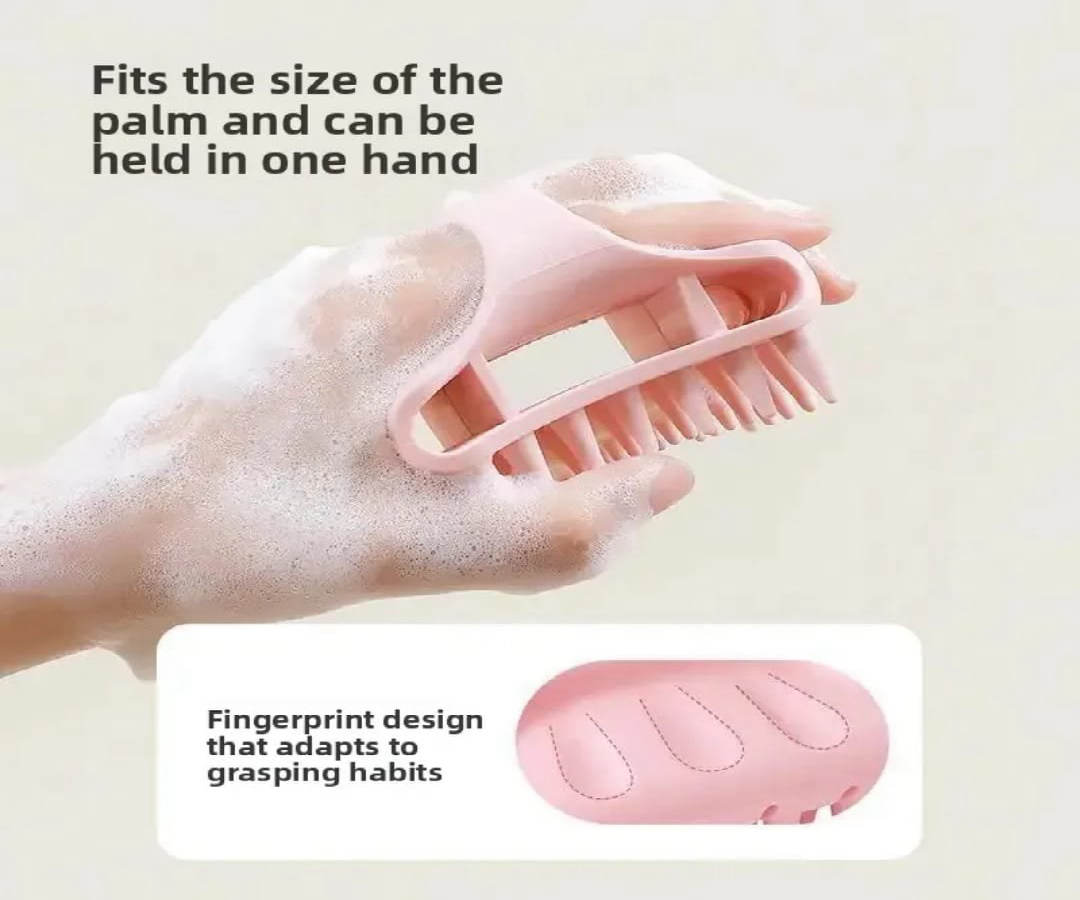 Fits the size of the
palm and can be
held in one hand
Fingerprint design
that adapts to
grasping habits